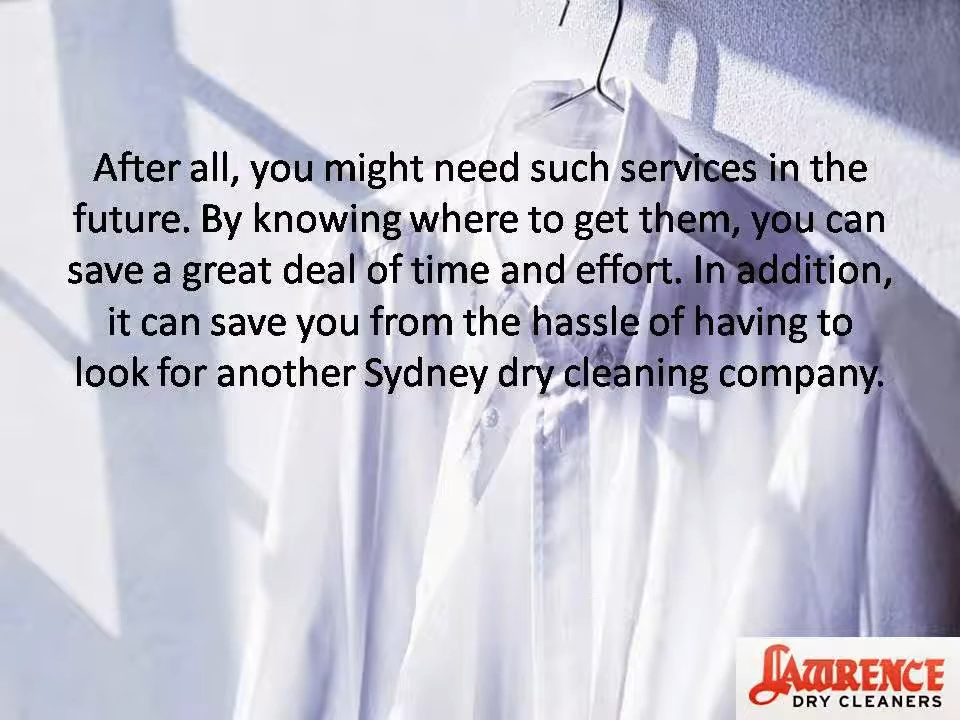 After all, you might need such services in the
future. By knowing where to get them, you can
save a great deal of time and effort. In addition,
it can save you from the hassle of having to
look for another Sydney dry cleaning company.
LAWRENCE
DRY CLEANERS